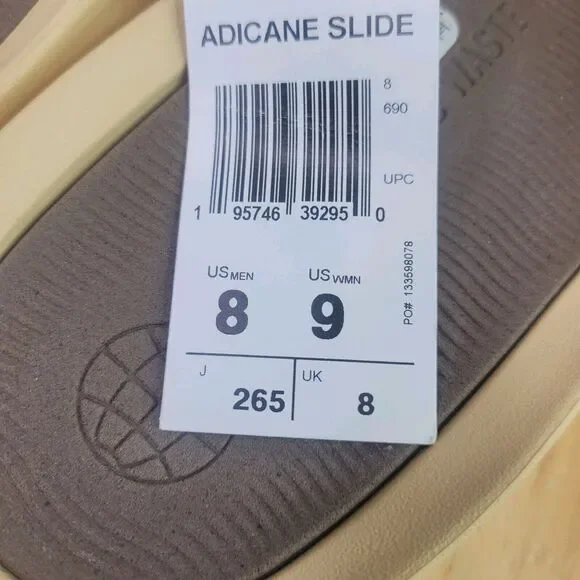 ADICANE SLIDE
8
690
UPC
1 95746 39295 0
US MEN
8
US WMN
9
PO# 133598078
J
265
UK
8
WASTE